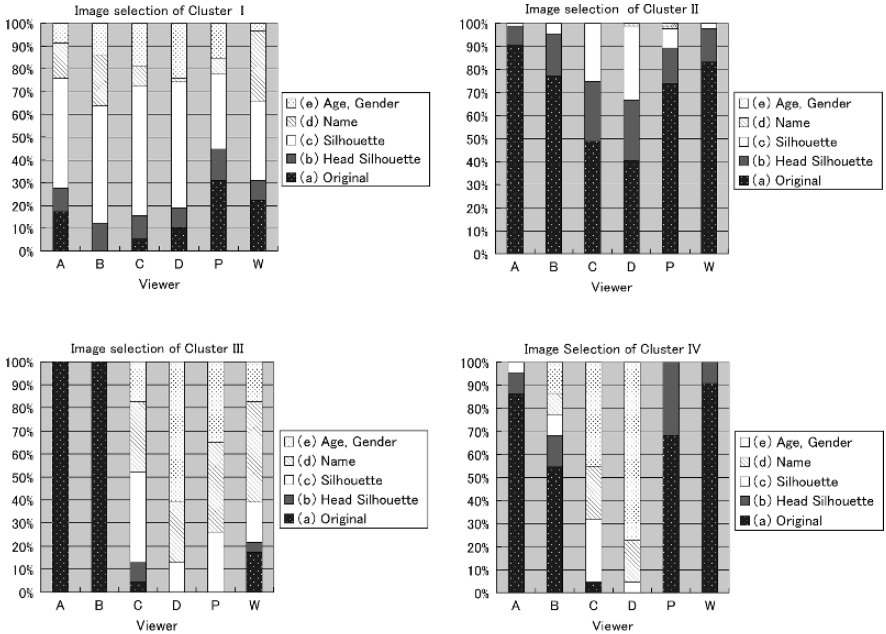 Image selection of Cluster I
100%
90%
80%
70%
60%
50%
40%
30%
20%
10%
0%
A B C D P W
Viewer
(e) Age, Gender
(d) Name
(c) Silhouette
(b) Head Silhouette
(a) Original
Image selection of Cluster II
100%
90%
80%
70%
60%
50%
40%
30%
20%
10%
0%
A B C D P W
Viewer
(e) Age, Gender
(d) Name
(c) Silhouette
(b) Head Silhouette
(a) Original
Image selection of Cluster III
100%
90%
80%
70%
60%
50%
40%
30%
20%
10%
0%
A B C D P W
Viewer
(e) Age, Gender
(d) Name
(c) Silhouette
(b) Head Silhouette
(a) Original
Image Selection of Cluster IV
100%
90%
80%
70%
60%
50%
40%
30%
20%
10%
0%
A B C D P W
Viewer
(e) Age, Gender
(d) Name
(c) Silhouette
(b) Head Silhouette
(a) Original